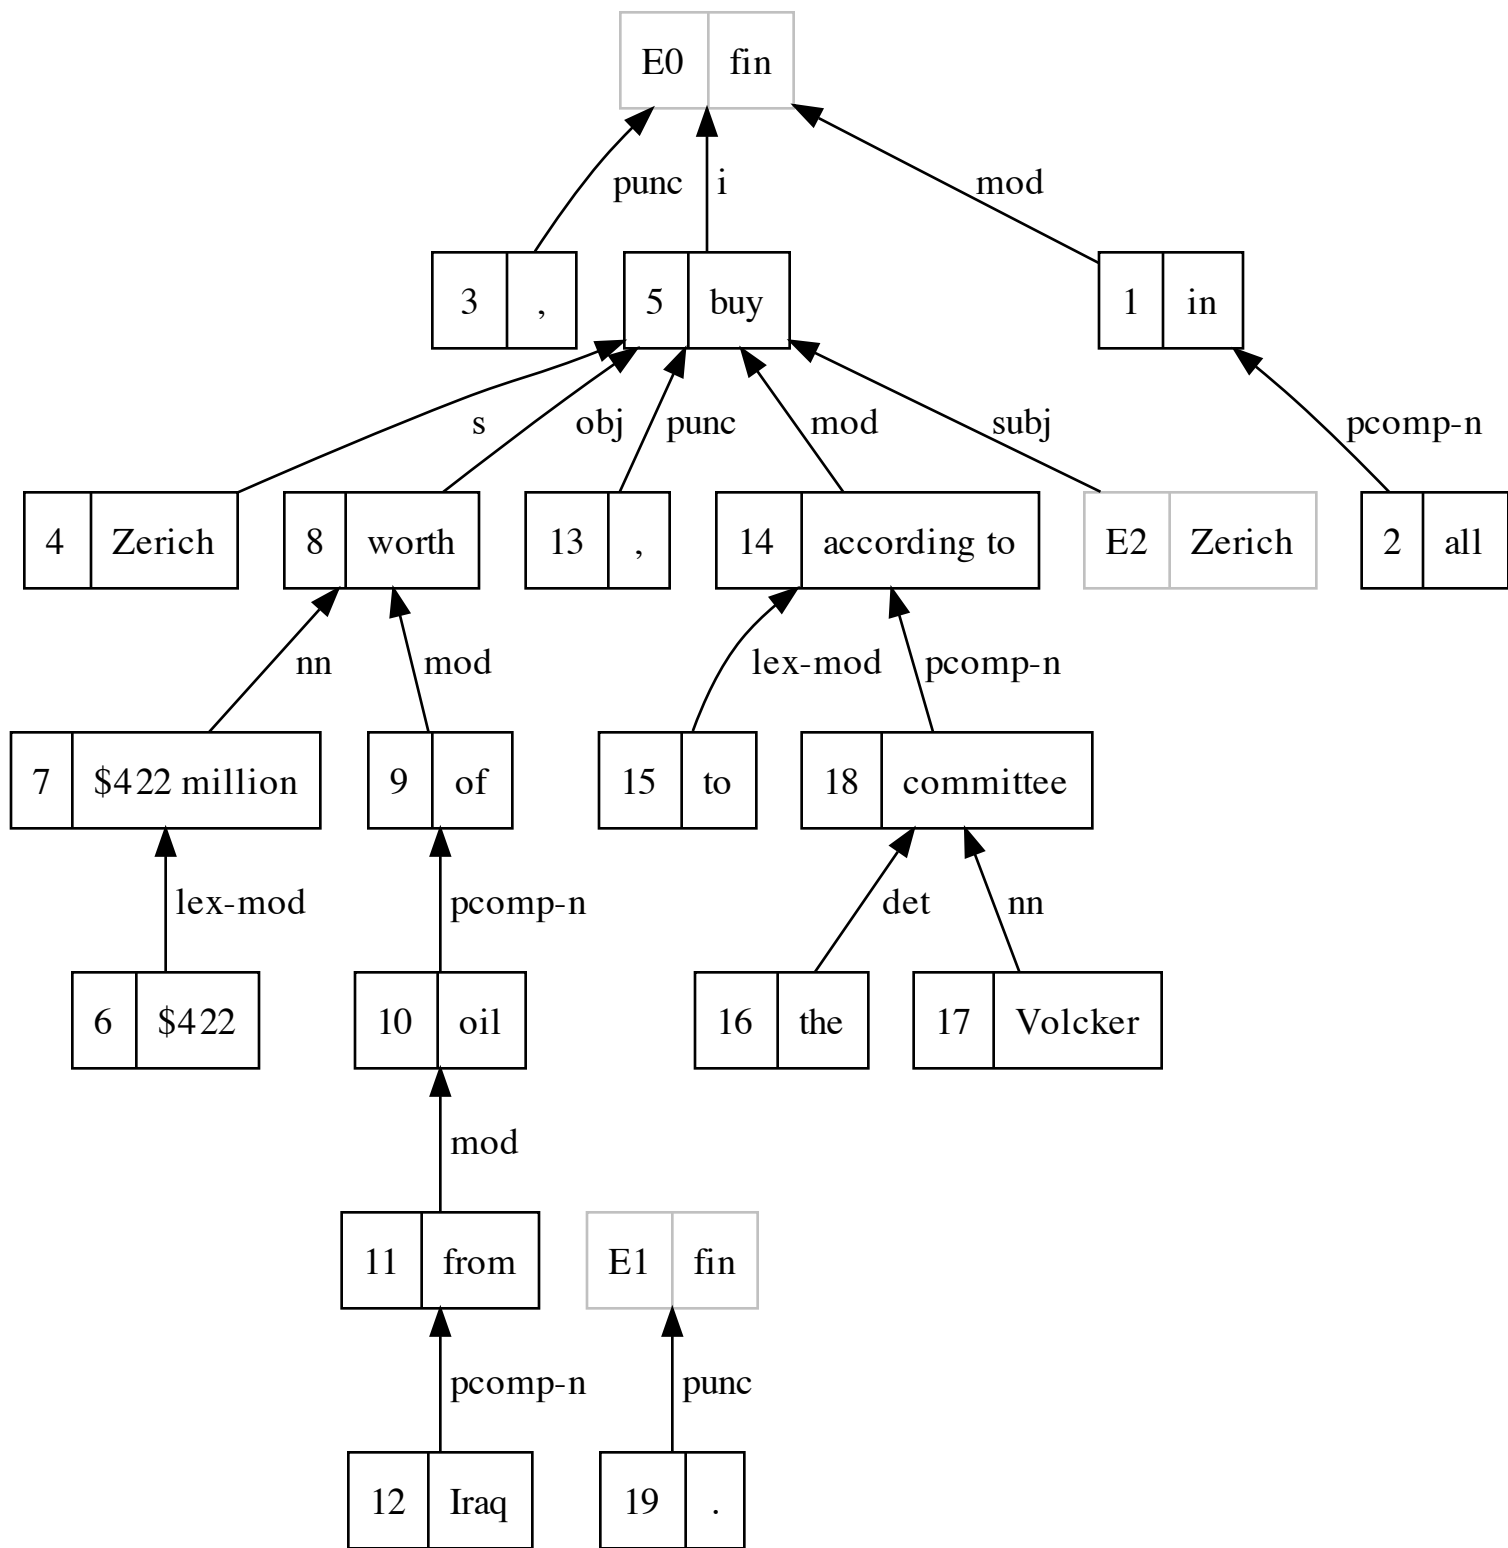 E0 fin
punc i mod
3 , 5 buy 1 in
s obj punc mod subj pcomp-n
4 Zerich 8 worth 13 , 14 according to E2 Zerich 2 all
nn mod lex-mod pcomp-n
7 $422 million 9 of 15 to 18 committee
lex-mod pcomp-n det nn
6 $422 10 oil 16 the 17 Volcker
mod
11 from E1 fin
pcomp-n punc
12 Iraq 19 .